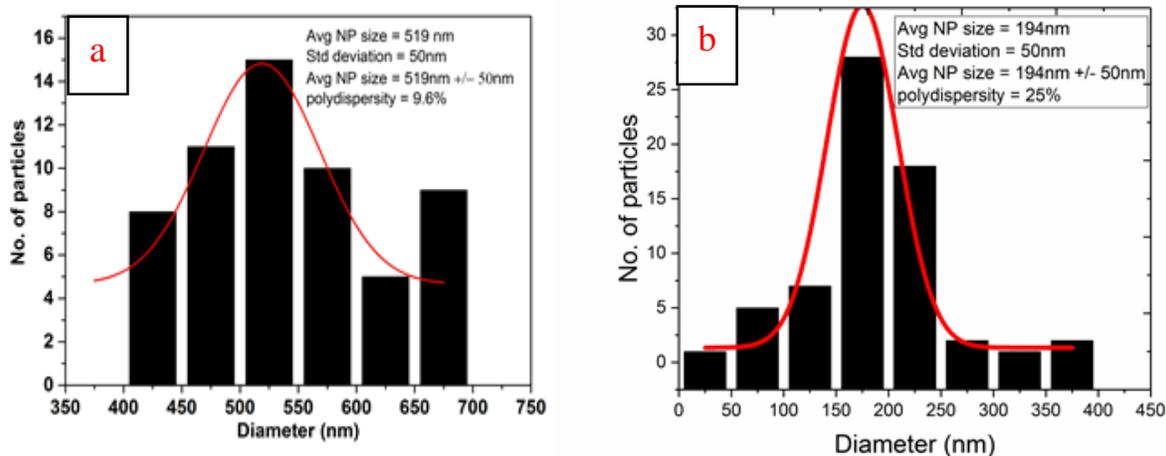 a
Avg NP size = 519 nm
Std deviation = 50nm
Avg NP size = 519nm +/− 50nm
polydispersity = 9.6%
No. of particles
16
14
12
10
8
6
4
2
0
350 400 450 500 550 600 650 700 750
Diameter (nm)
b
Avg NP size = 194nm
Std deviation = 50nm
Avg NP size = 194nm +/- 50nm
polydispersity = 25%
No. of particles
30
25
20
15
10
5
0
0 50 100 150 200 250 300 350 400 450
Diameter (nm)